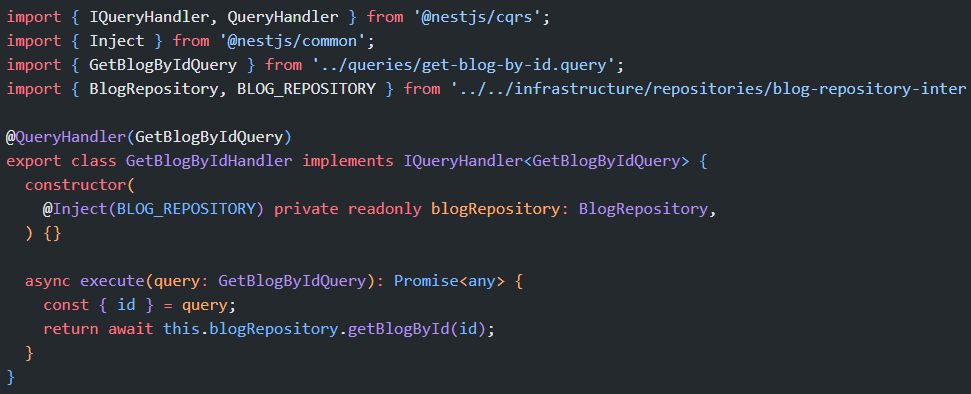 import { IQueryHandler, QueryHandler } from '@nestjs/cqrs';
import { Inject } from '@nestjs/common';
import { GetBlogByIdQuery } from '../queries/get-blog-by-id.query';
import { BlogRepository, BLOG_REPOSITORY } from '../../infrastructure/repositories/blog-repository-inter
@QueryHandler(GetBlogByIdQuery)
export class GetBlogByIdHandler implements IQueryHandler<GetBlogByIdQuery> {
constructor(
@Inject(BLOG_REPOSITORY) private readonly blogRepository: BlogRepository,
) {}
async execute(query: GetBlogByIdQuery): Promise<any> {
const { id } = query;
return await this.blogRepository.getBlogById(id);
}
}